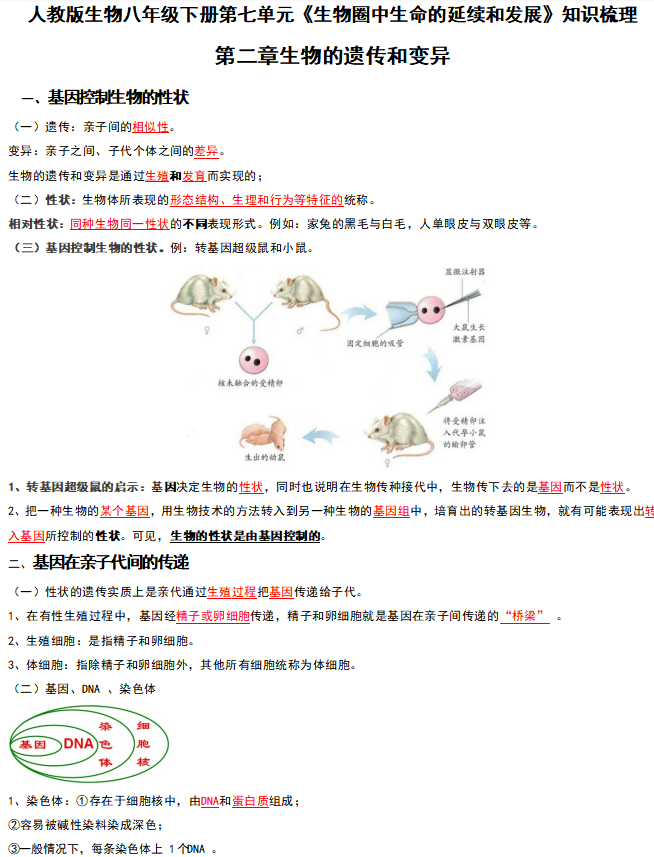 人教版生物八年级下册第七单元《生物圈中生命的延续和发展》知识梳理
第二章生物的遗传和变异
一、基因控制生物的性状
（一）遗传：亲子间的相似性。
变异：亲子之间、子代个体之间的差异。
生物的遗传和变异是通过生殖和发育而实现的；
（二）性状：生物体所表现的形态结构、生理和行为等特征的统称。
相对性状：同种生物同一性状的不同表现形式。例如：家兔的黑毛与白毛，人单眼皮与双眼皮等。
（三）基因控制生物的性状。例：转基因超级鼠和小鼠。
显微注射器
♀
♂
固定细胞的吸管
大鼠生长
激素基因
核未融合的受精卵
将受精卵注
入代孕小鼠
的输卵管
♀
生出的幼鼠
1、转基因超级鼠的启示：基因决定生物的性状，同时也说明在生物传种接代中，生物传下去的是基因而不是性状。
2、把一种生物的某个基因，用生物技术的方法转入到另一种生物的基因组中，培育出的转基因生物，就有可能表现出转
入基因所控制的性状。可见，生物的性状是由基因控制的。
二、基因在亲子代间的传递
（一）性状的遗传实质上是亲代通过生殖过程把基因传递给子代。
1、在有性生殖过程中，基因经精子或卵细胞传递，精子和卵细胞就是基因在亲子间传递的“桥梁” 。
2、生殖细胞：是指精子和卵细胞。
3、体细胞：指除精子和卵细胞外，其他所有细胞统称为体细胞。
（二）基因、DNA 、染色体
基因
DNA
染色体
细胞核
1、染色体：①存在于细胞核中，由DNA和蛋白质组成；
②容易被碱性染料染成深色；
③一般情况下，每条染色体上 1个DNA 。